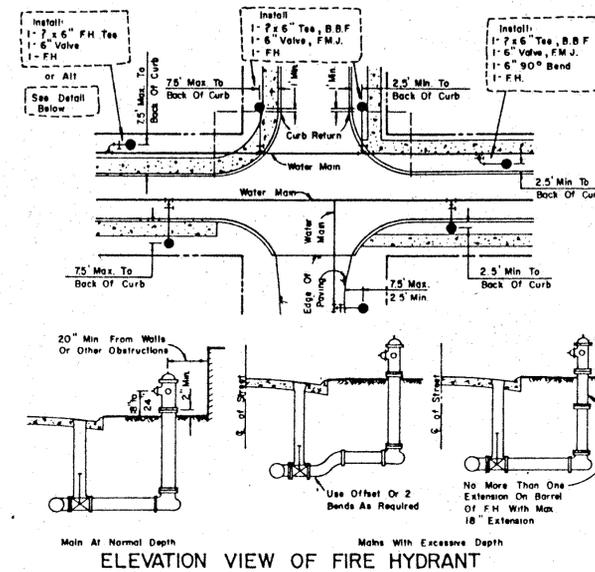 Install:
1- ? x 6" F.H. Tee
1- 6" Valve
1- F.H.
or Alt
See Detail
Below
7.5' Max. To
Back Of Curb
Install
1- ? x 6" Tee, B.B.F
1- 6" Valve, F.M.J.
1- F.H.
7.5' Max To
Back Of Curb
Min.
Min.
2.5' Min. To
Back Of Curb
Install:
1- ? x 6" Tee, B.B.F
1- 6" Valve, F.M.J.
1- 6" 90° Bend
1- F.H.
Curb Return
Water Main
Water Main
2.5' Min To
Back Of Curb
Water
Main
Edge Of
Paving
7.5' Max. To
Back Of Curb
7.5' Max.
2.5' Min.
2.5' Min. To
Back Of Curb
20" Min From Walls
Or Other Obstructions
18" To
24"
2" Min.
℄ of Street
℄ of Street
Use Offset Or 2
Bends As Required
No More Than One
Extension On Barrel
Of F.H. With Max
18" Extension
Main At Normal Depth
Mains With Excessive Depth
ELEVATION VIEW OF FIRE HYDRANT